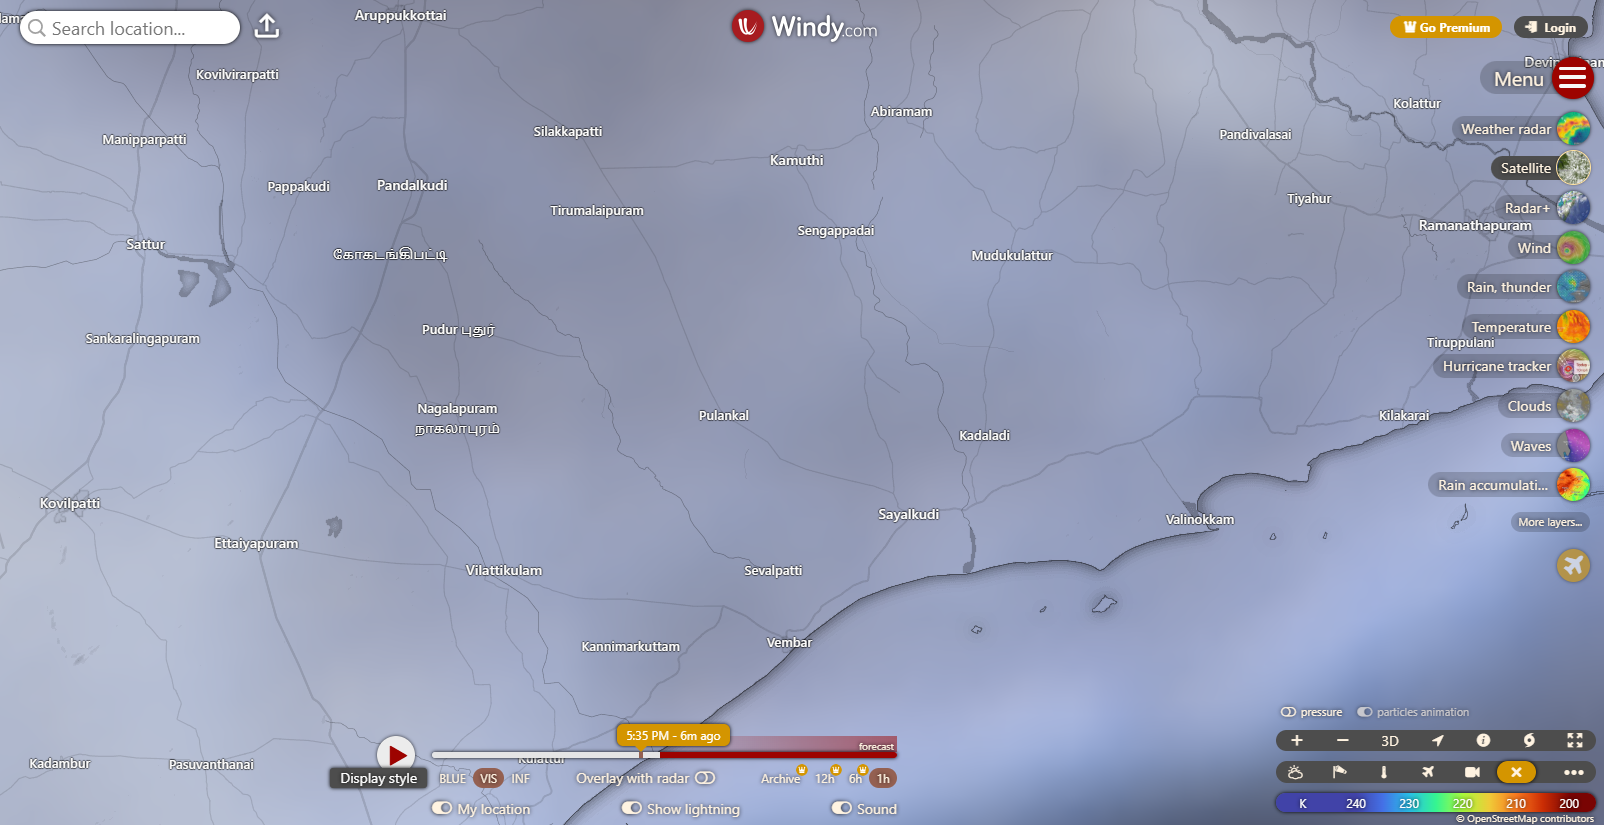 Search location...
Windy.com
Go Premium
Login
Menu
Weather radar
Satellite
Radar+
Wind
Rain, thunder
Temperature
Hurricane tracker
Clouds
Waves
Rain accumulati...
More layers...
Aruppukkottai
Kovilvirarpatti
Manipparpatti
Silakkapatti
Abiramam
Kolattur
Pandivalasai
Kamuthi
Pappakudi
Pandalkudi
Tirumalaipuram
Tiyahur
Ramanathapuram
Sengappadai
Sattur
கோகடங்கிபட்டி
Mudukulattur
Pudur புதுர்
Sankaralingapuram
Tiruppulani
Nagalapuram
நாகலாபுரம்
Pulankal
Kilakarai
Kadaladi
Kovilpatti
Sayalkudi
Valinokkam
Ettaiyapuram
Vilattikulam
Sevalpatti
Kannimarkuttam
Vembar
Kadambur
Pasuvanthanai
Kulattur
5:35 PM - 6m ago
forecast
Display style
BLUE VIS INF
Overlay with radar
Archive 12h 6h 1h
My location
Show lightning
Sound
pressure
particles animation
3D
K 240 230 220 210 200
© OpenStreetMap contributors